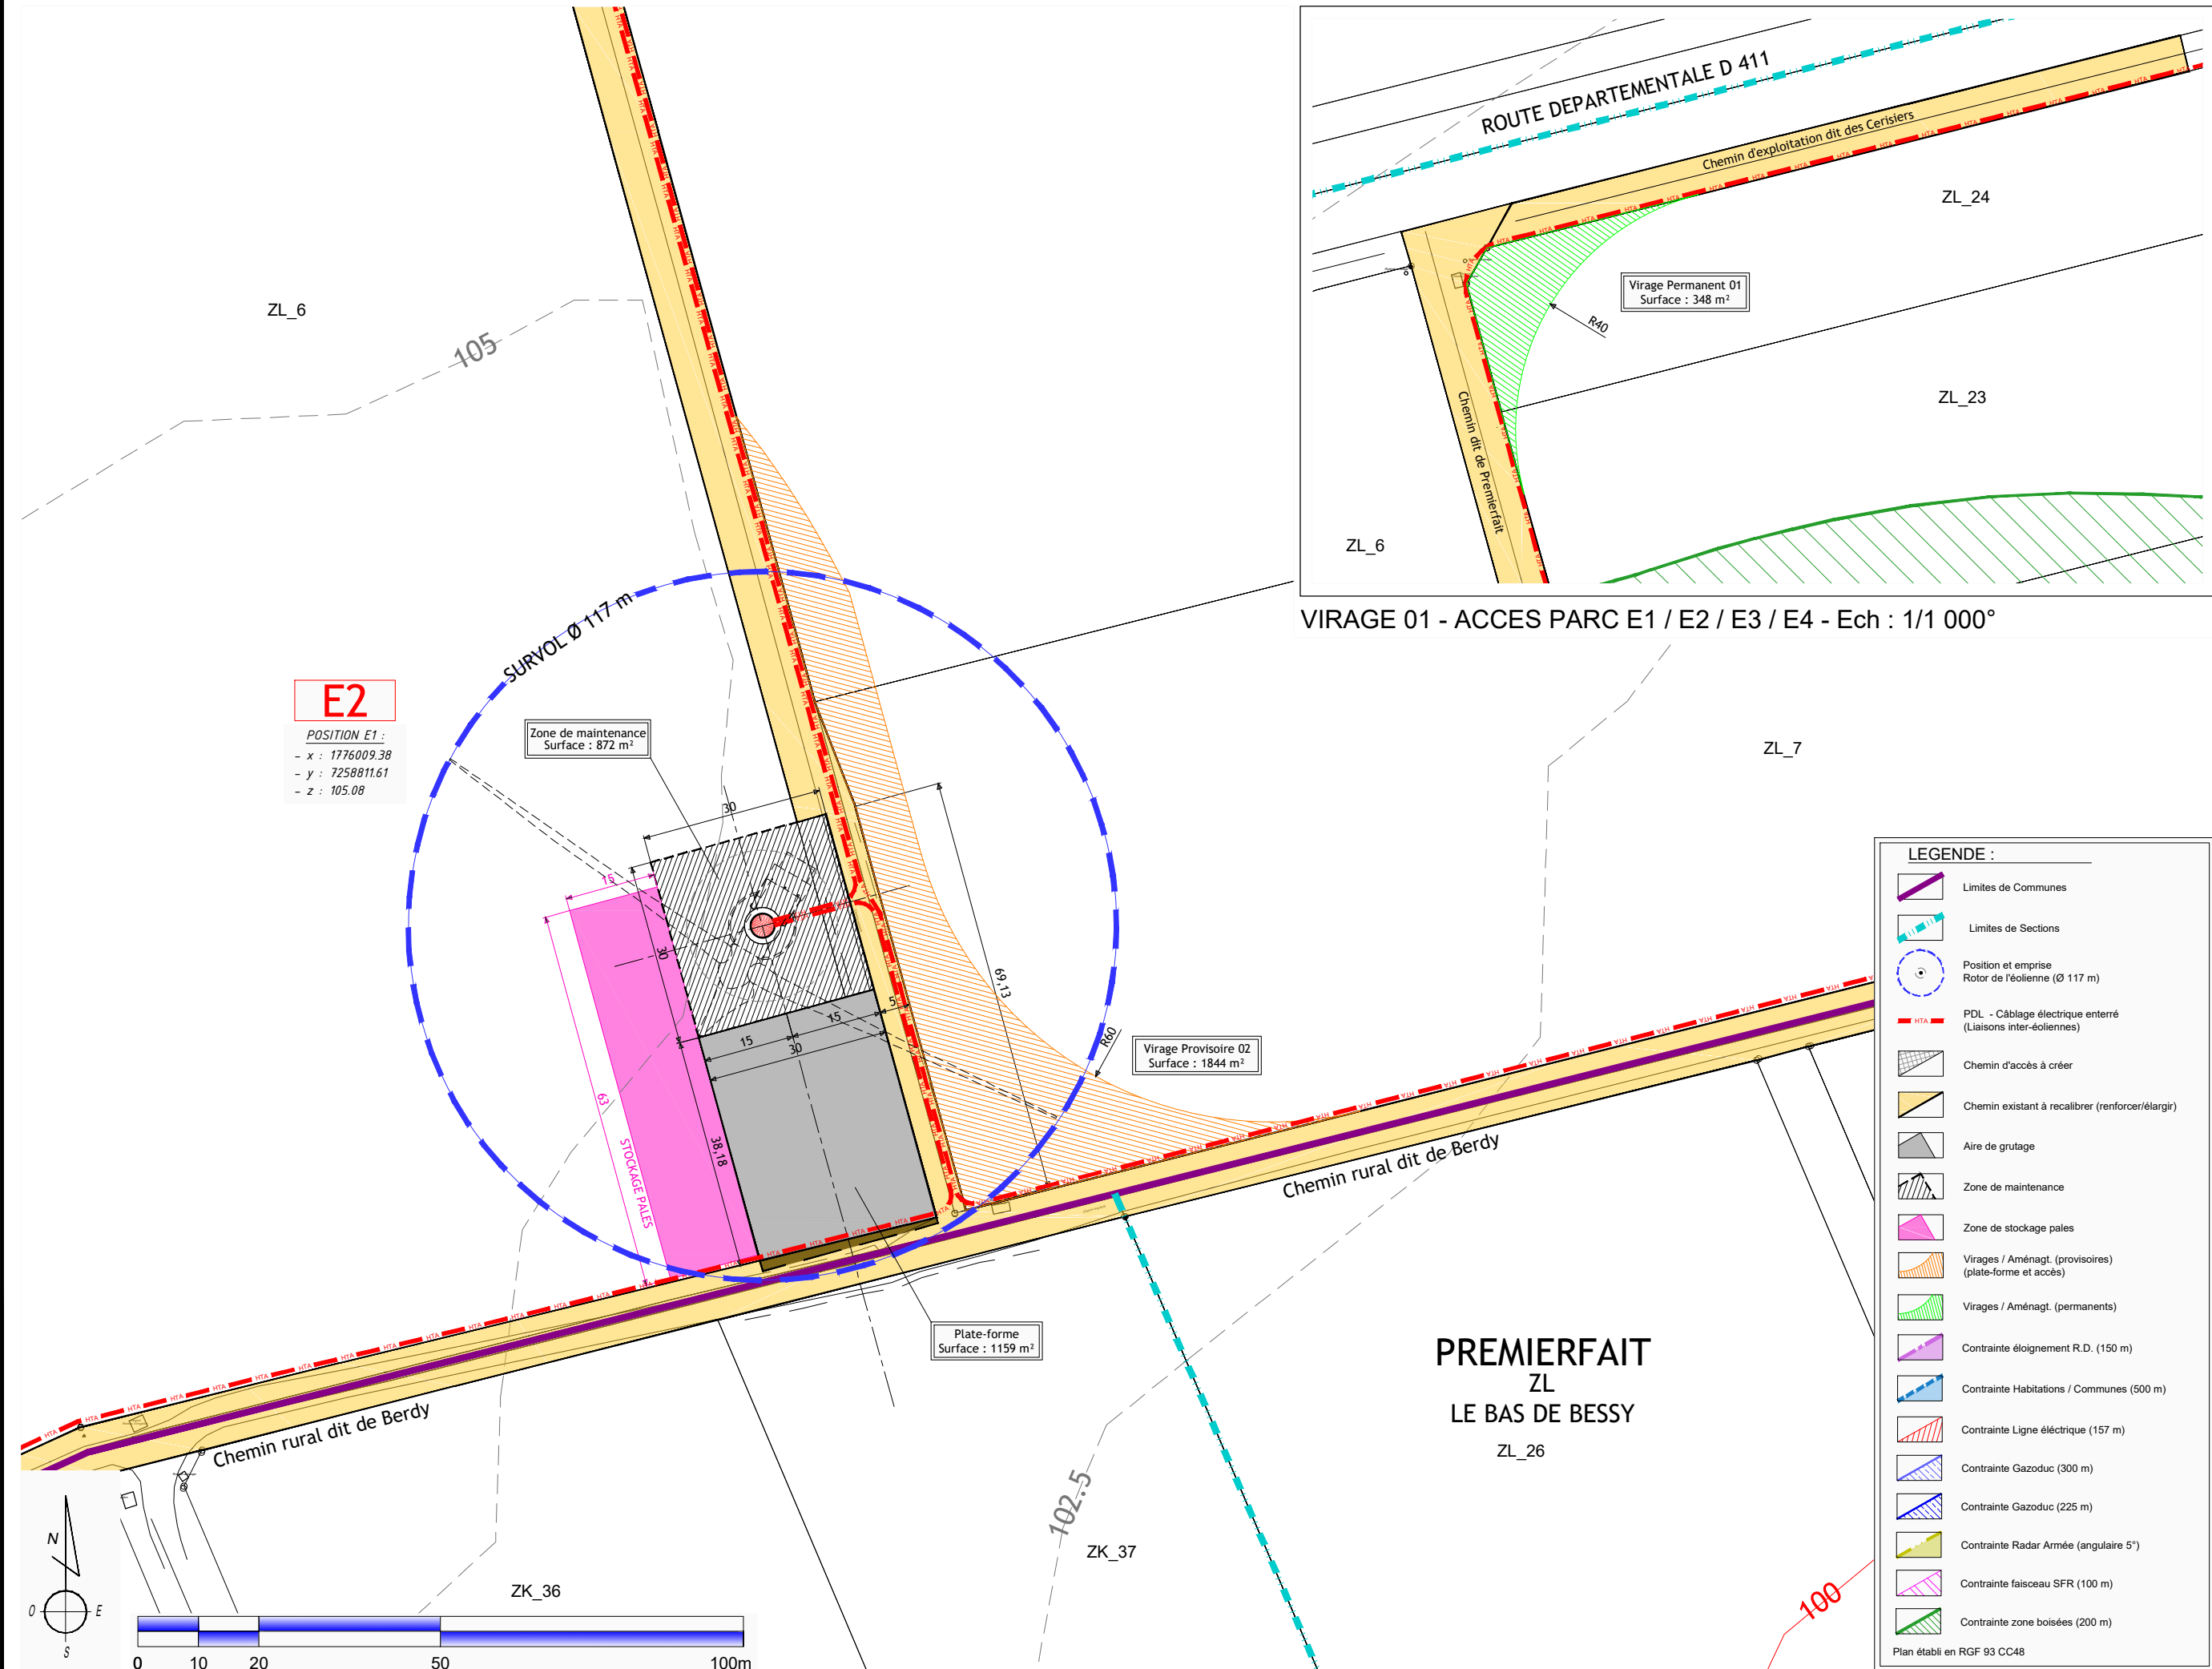 ZL_6
105
SURVOL Ø 117 m
E2
POSITION E1 :
- x : 1776009.38
- y : 7258811.61
- z : 105.08
Zone de maintenance
Surface : 872 m²
30
15
30
63
STOCKAGE PALES
38,18
15
15
30
5
69,13
R60
Virage Provisoire 02
Surface : 1844 m²
Plate-forme
Surface : 1159 m²
Chemin rural dit de Berdy
Chemin rural dit de Berdy
HTA
ROUTE DEPARTEMENTALE D 411
Chemin d'exploitation dit des Cerisiers
ZL_24
Virage Permanent 01
Surface : 348 m²
R40
ZL_23
Chemin dit de Premierfait
ZL_6
VIRAGE 01 - ACCES PARC E1 / E2 / E3 / E4 - Ech : 1/1 000°
ZL_7
PREMIERFAIT
ZL
LE BAS DE BESSY
ZL_26
102.5
ZK_37
ZK_36
100
N
O
E
S
0 10 20 50 100m
LEGENDE :
Limites de Communes
Limites de Sections
Position et emprise
Rotor de l'éolienne (Ø 117 m)
HTA
PDL - Câblage électrique enterré
(Liaisons inter-éoliennes)
Chemin d'accès à créer
Chemin existant à recalibrer (renforcer/élargir)
Aire de grutage
Zone de maintenance
Zone de stockage pales
Virages / Aménagt. (provisoires)
(plate-forme et accès)
Virages / Aménagt. (permanents)
Contrainte éloignement R.D. (150 m)
Contrainte Habitations / Communes (500 m)
Contrainte Ligne éléctrique (157 m)
Contrainte Gazoduc (300 m)
Contrainte Gazoduc (225 m)
Contrainte Radar Armée (angulaire 5°)
Contrainte faisceau SFR (100 m)
Contrainte zone boisées (200 m)
Plan établi en RGF 93 CC48